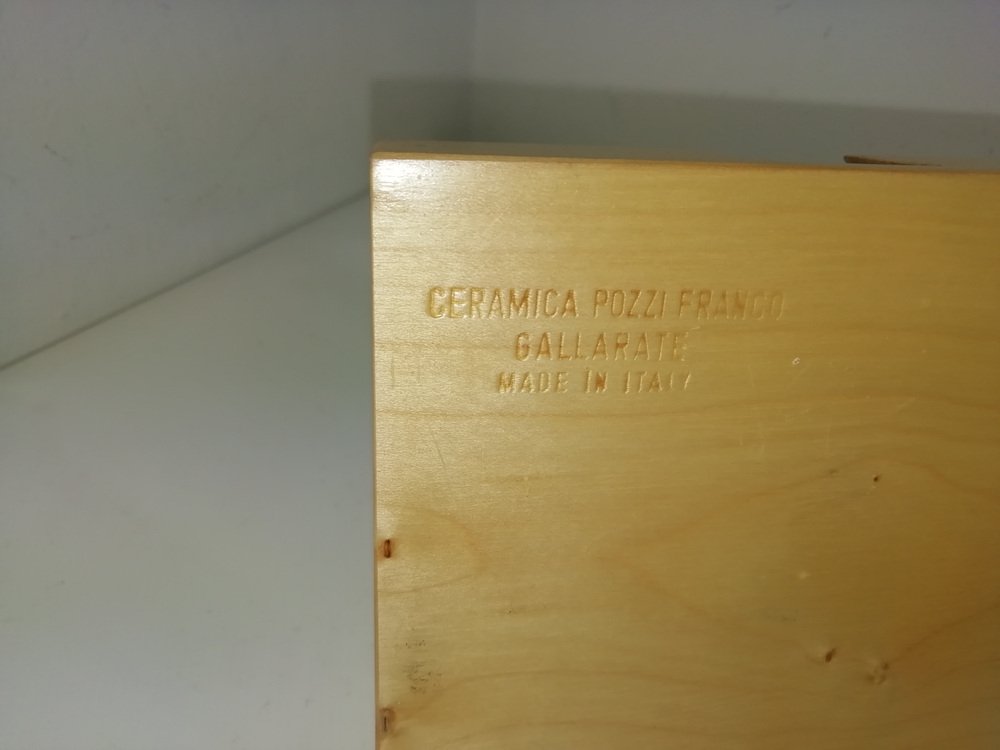 CERAMICA POZZI FRANCO
GALLARATE
MADE IN ITALY